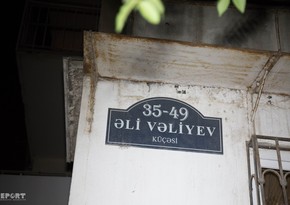 35-49
ƏLİ VƏLİYEV
KÜÇƏSİ
REPORT